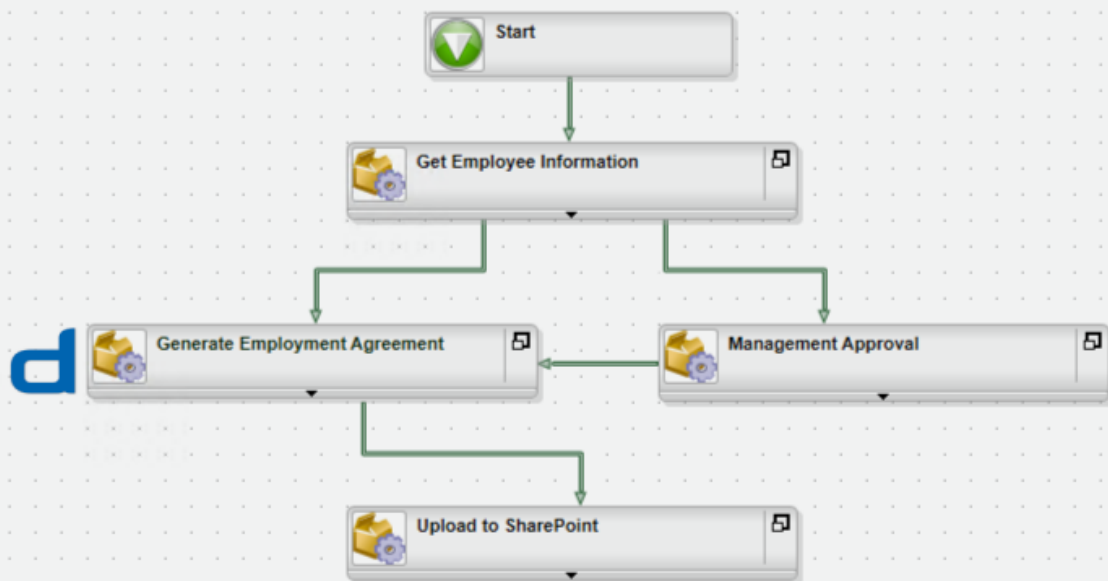 Start
Get Employee Information
d
Generate Employment Agreement
Management Approval
Upload to SharePoint